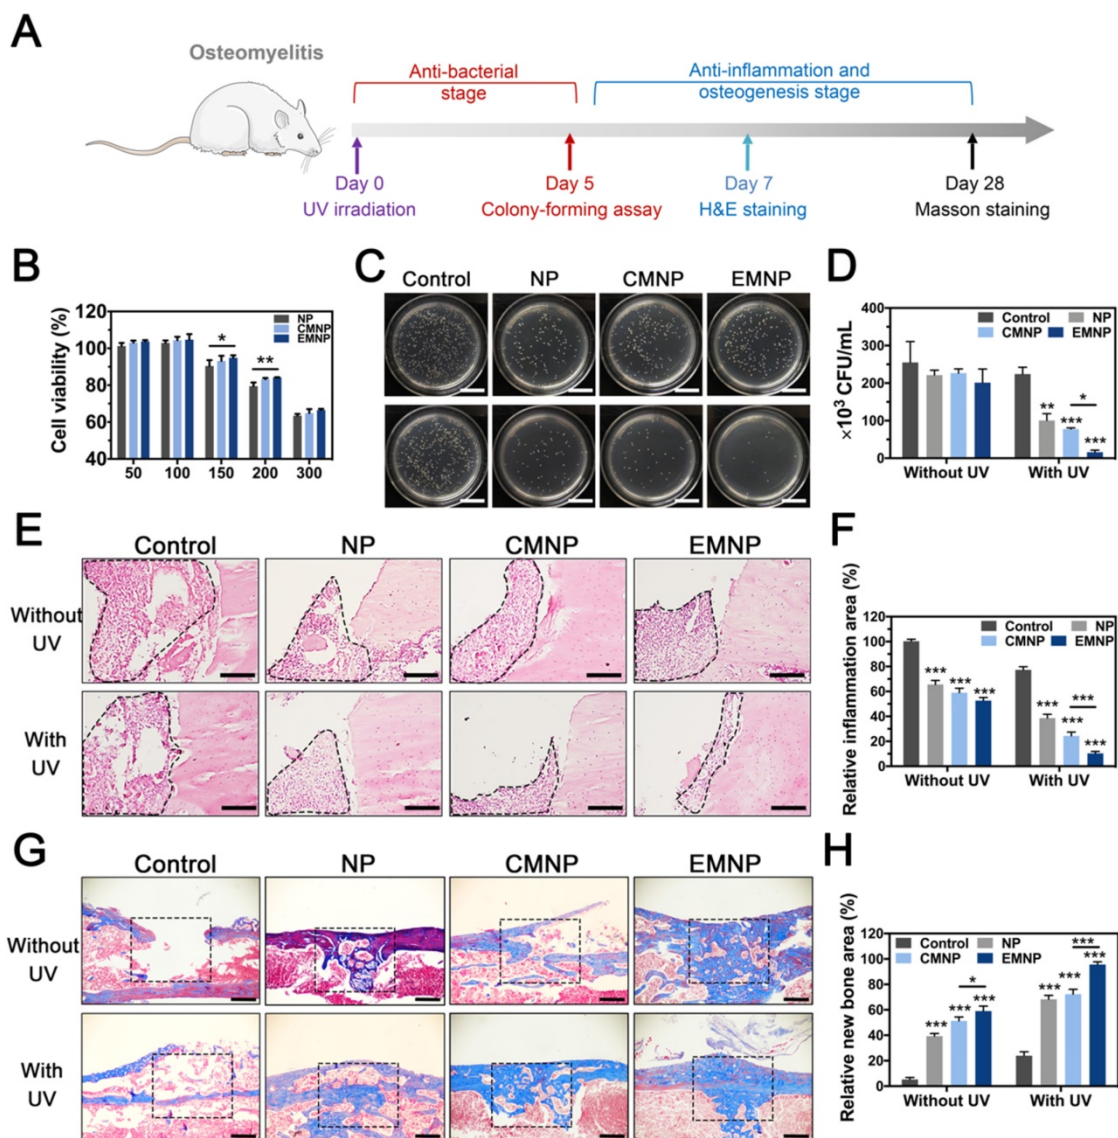 A
Osteomyelitis
Anti-bacterial
stage
Anti-inflammation and
osteogenesis stage
Day 0
UV irradiation
Day 5
Colony-forming assay
Day 7
H&E staining
Day 28
Masson staining
B
Cell viability (%)
120
100
80
60
40
NP
CMNP
EMNP
*
**
50 100 150 200 300
C
Control NP CMNP EMNP
D
×10³ CFU/mL
400
300
200
100
0
Control NP
CMNP EMNP
** *** * ***
Without UV With UV
E
Control NP CMNP EMNP
Without
UV
With
UV
F
Relative inflammation area (%)
120
100
80
60
40
20
0
Control NP
CMNP EMNP
*** *** *** *** *** *** ***
Without UV With UV
G
Control NP CMNP EMNP
Without
UV
With
UV
H
Relative new bone area (%)
120
100
80
60
40
20
0
Control NP
CMNP EMNP
*** *** * *** *** *** *** ***
Without UV With UV